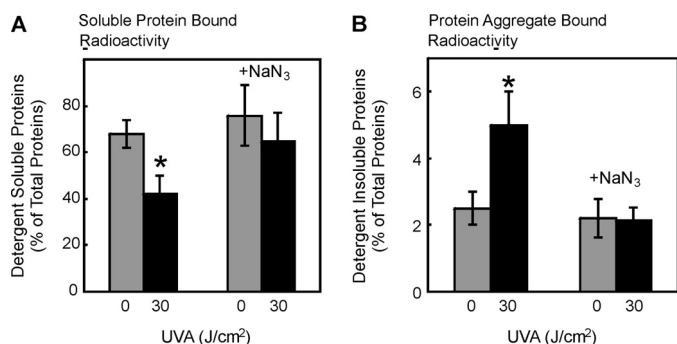 A
Soluble Protein Bound
Radioactivity
+NaN3
Detergent Soluble Proteins
(% of Total Proteins)
80
60
40
20
0
*
0 30 0 30
UVA (J/cm²)
B
Protein Aggregate Bound
Radioactivity
*
+NaN3
Detergent Insoluble Proteins
(% of Total Proteins)
6
4
2
0
0 30 0 30
UVA (J/cm²)